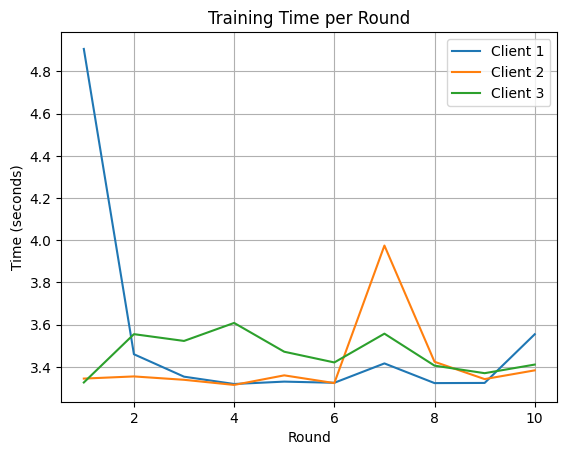 Training Time per Round
Client 1
Client 2
Client 3
Time (seconds)
4.8
4.6
4.4
4.2
4.0
3.8
3.6
3.4
2
4
6
8
10
Round